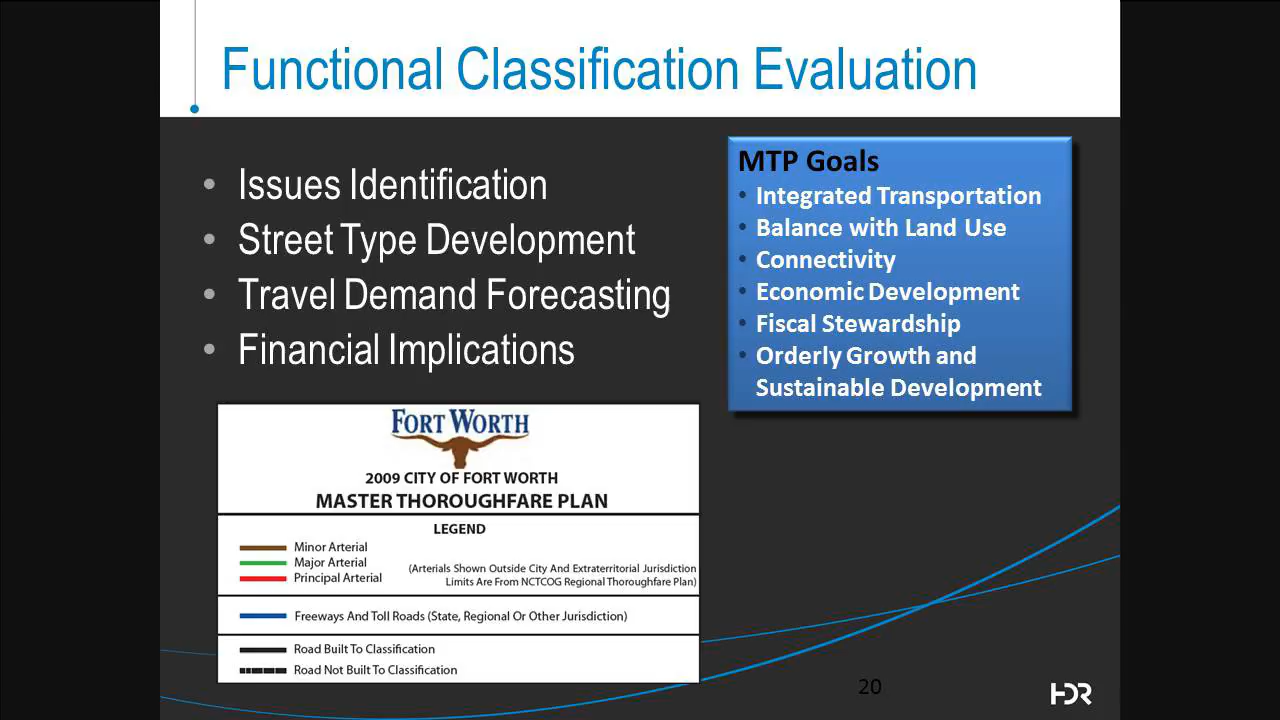 Functional Classification Evaluation
• Issues Identification
• Street Type Development
• Travel Demand Forecasting
• Financial Implications
MTP Goals
• Integrated Transportation
• Balance with Land Use
• Connectivity
• Economic Development
• Fiscal Stewardship
• Orderly Growth and
Sustainable Development
FORT WORTH
2009 CITY OF FORT WORTH
MASTER THOROUGHFARE PLAN
LEGEND
Minor Arterial
Major Arterial
Principal Arterial
(Arterials Shown Outside City And Extraterritorial Jurisdiction
Limits Are From NCTCOG Regional Thoroughfare Plan)
Freeways And Toll Roads (State, Regional Or Other Jurisdiction)
Road Built To Classification
Road Not Built To Classification
20
HDR